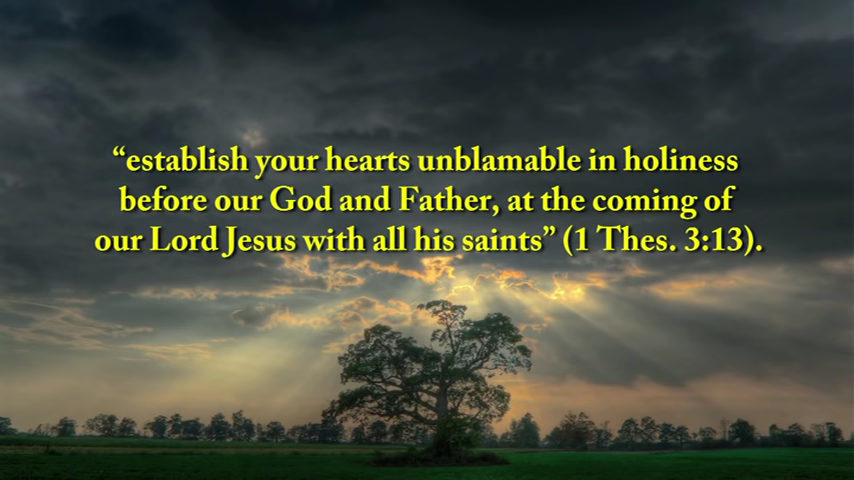 “establish your hearts unblamable in holiness
before our God and Father, at the coming of
our Lord Jesus with all his saints” (1 Thes. 3:13).